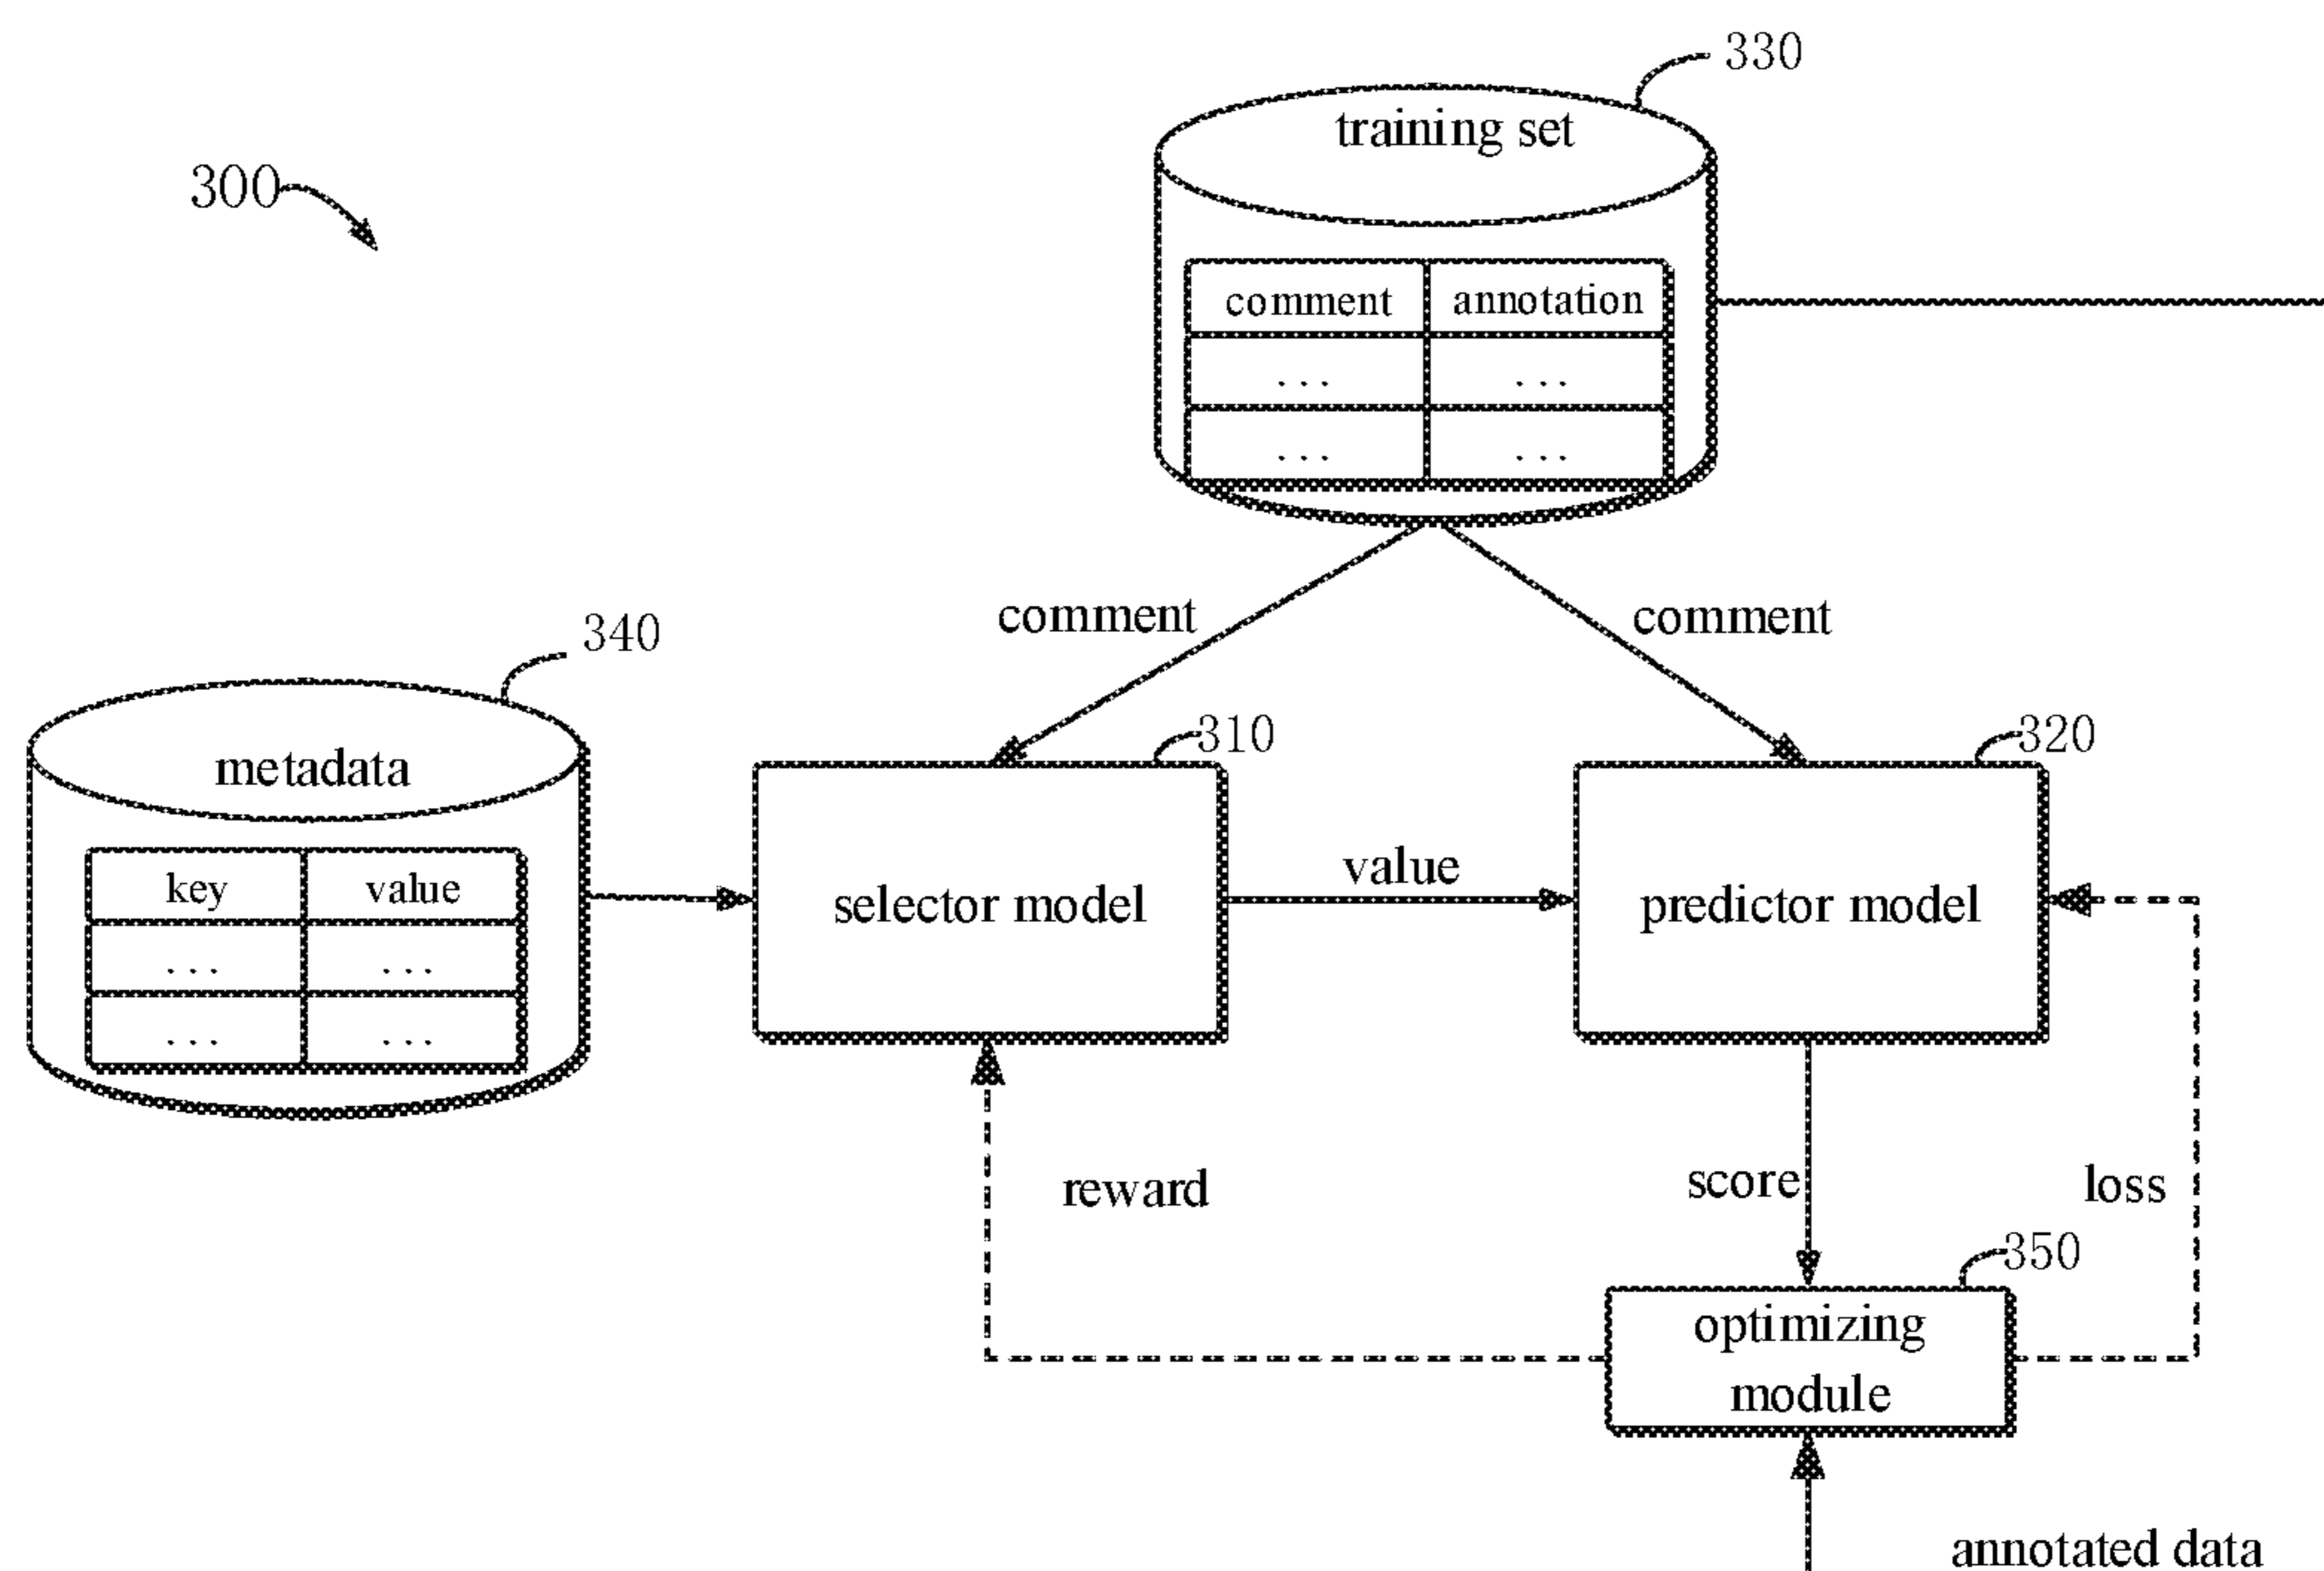 330
training set
300
comment annotation
... ...
... ...
comment comment
340
310 320
metadata
key value
... ...
... ...
selector model
value
predictor model
reward
score
loss
350
optimizing
module
annotated data